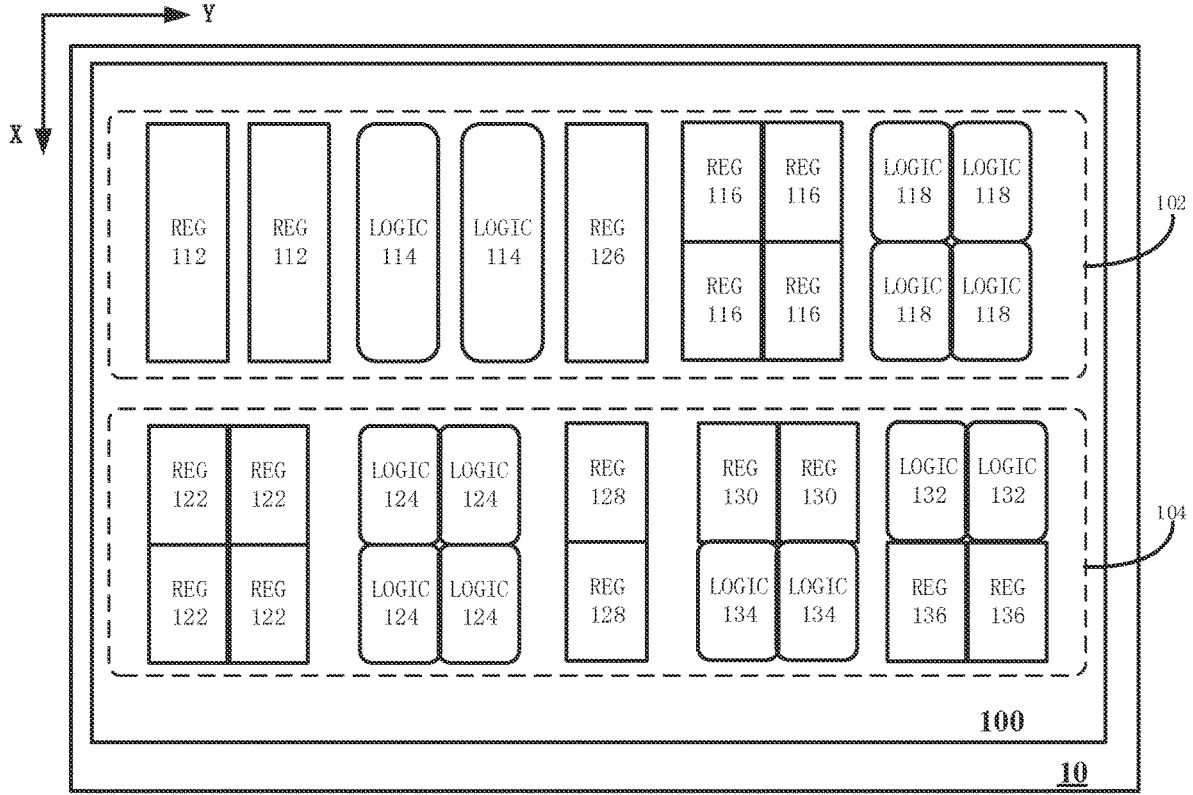 Y
X
REG
112
REG
112
LOGIC
114
LOGIC
114
REG
126
REG
116
REG
116
REG
116
REG
116
LOGIC
118
LOGIC
118
LOGIC
118
LOGIC
118
102
REG
122
REG
122
REG
122
REG
122
LOGIC
124
LOGIC
124
LOGIC
124
LOGIC
124
REG
128
REG
128
REG
130
REG
130
LOGIC
134
LOGIC
134
LOGIC
132
LOGIC
132
REG
136
REG
136
104
100
10